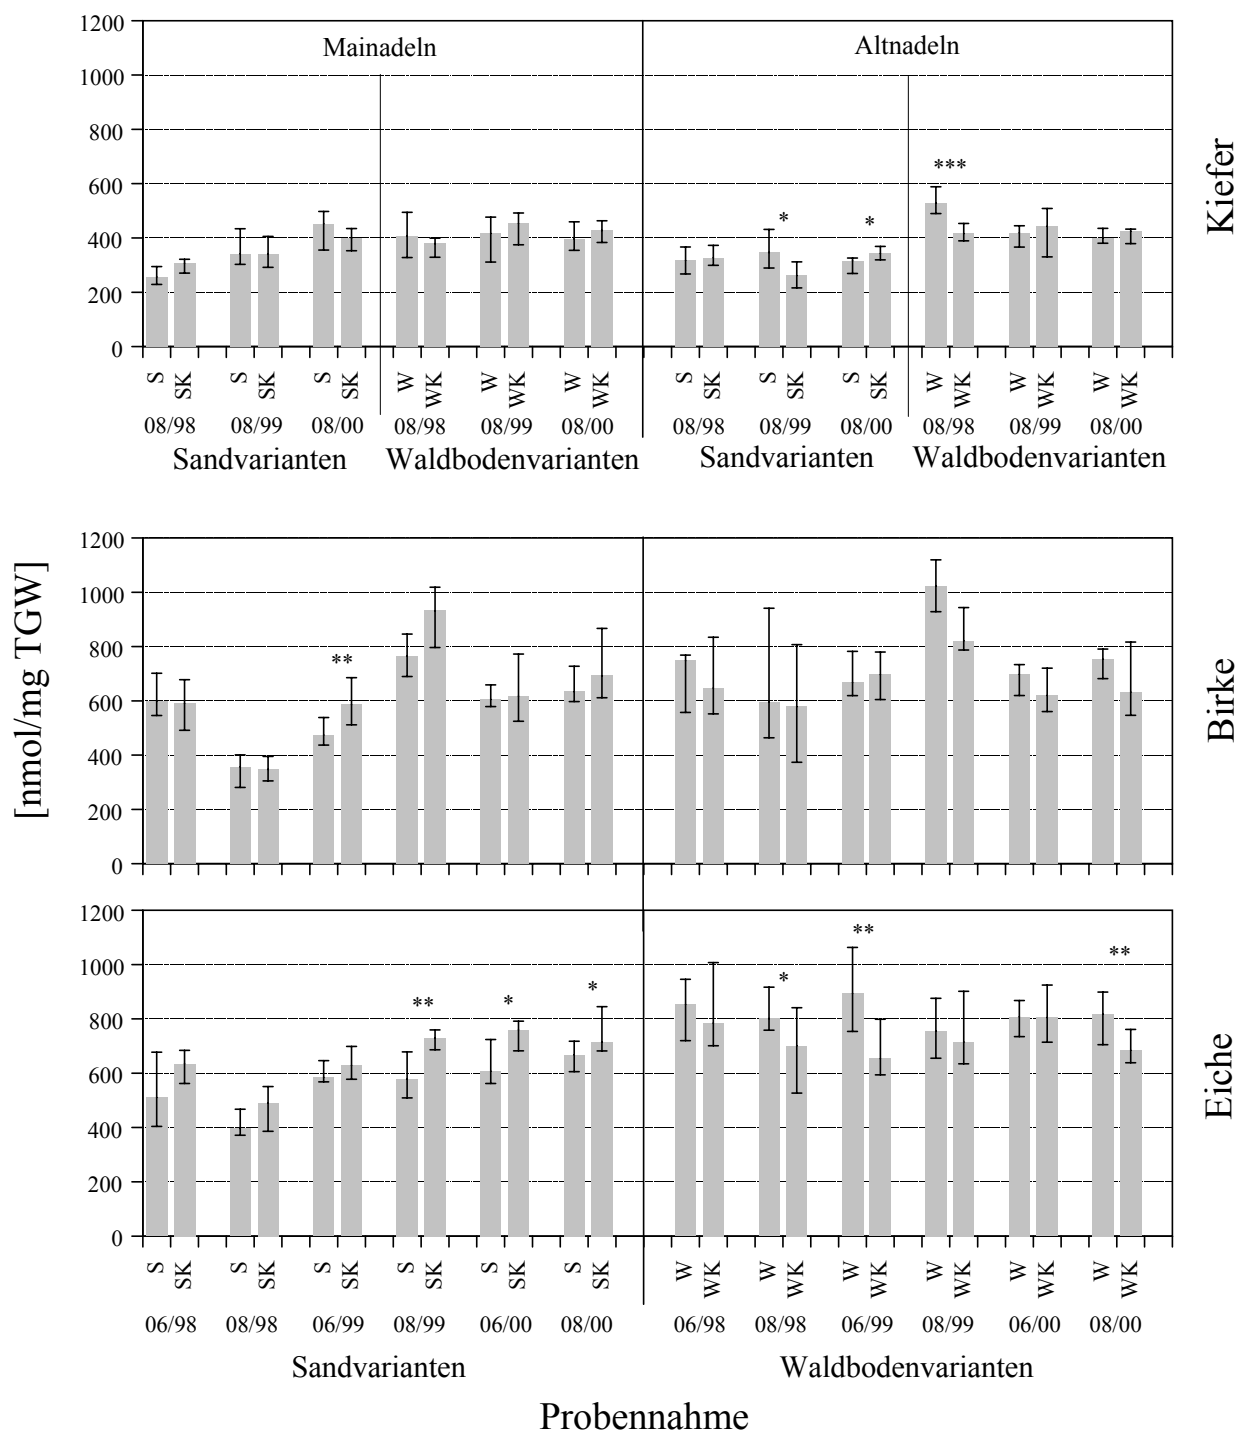 [nmol/mg TGW]
1200
1000
800
600
400
200
0
Mainadeln
Altnadeln
***
*
*
Kiefer
S SK S SK S SK W WK W WK W WK S SK S SK S SK W WK W WK W WK
08/98 08/99 08/00 08/98 08/99 08/00 08/98 08/99 08/00 08/98 08/99 08/00
Sandvarianten Waldbodenvarianten Sandvarianten Waldbodenvarianten
1200
1000
800
600
400
200
0
**
Birke
1200
1000
800
600
400
200
0
** * * * ** **
Eiche
S SK S SK S SK S SK S SK S SK W WK W WK W WK W WK W WK W WK
06/98 08/98 06/99 08/99 06/00 08/00 06/98 08/98 06/99 08/99 06/00 08/00
Sandvarianten Waldbodenvarianten
Probennahme